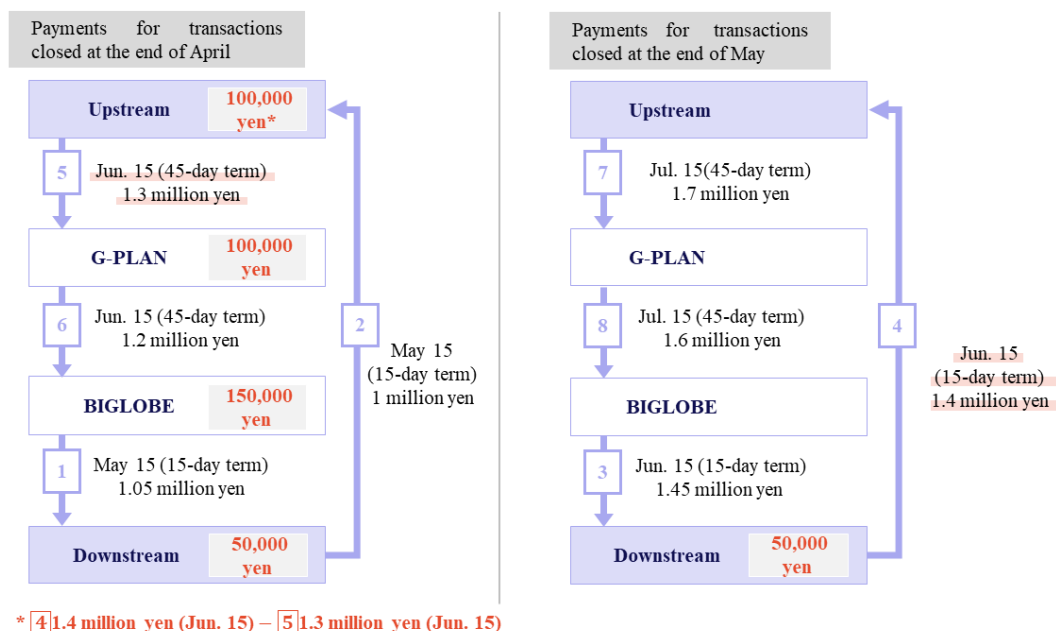 Payments for transactions
closed at the end of April
Upstream
100,000
yen*
5
Jun. 15 (45-day term)
1.3 million yen
G-PLAN
100,000
yen
6
Jun. 15 (45-day term)
1.2 million yen
2
May 15
(15-day term)
1 million yen
BIGLOBE
150,000
yen
1
May 15 (15-day term)
1.05 million yen
Downstream
50,000
yen
* 4 1.4 million yen (Jun. 15) – 5 1.3 million yen (Jun. 15)
Payments for transactions
closed at the end of May
Upstream
7
Jul. 15(45-day term)
1.7 million yen
G-PLAN
8
Jul. 15 (45-day term)
1.6 million yen
4
Jun. 15
(15-day term)
1.4 million yen
BIGLOBE
3
Jun. 15 (15-day term)
1.45 million yen
Downstream
50,000
yen